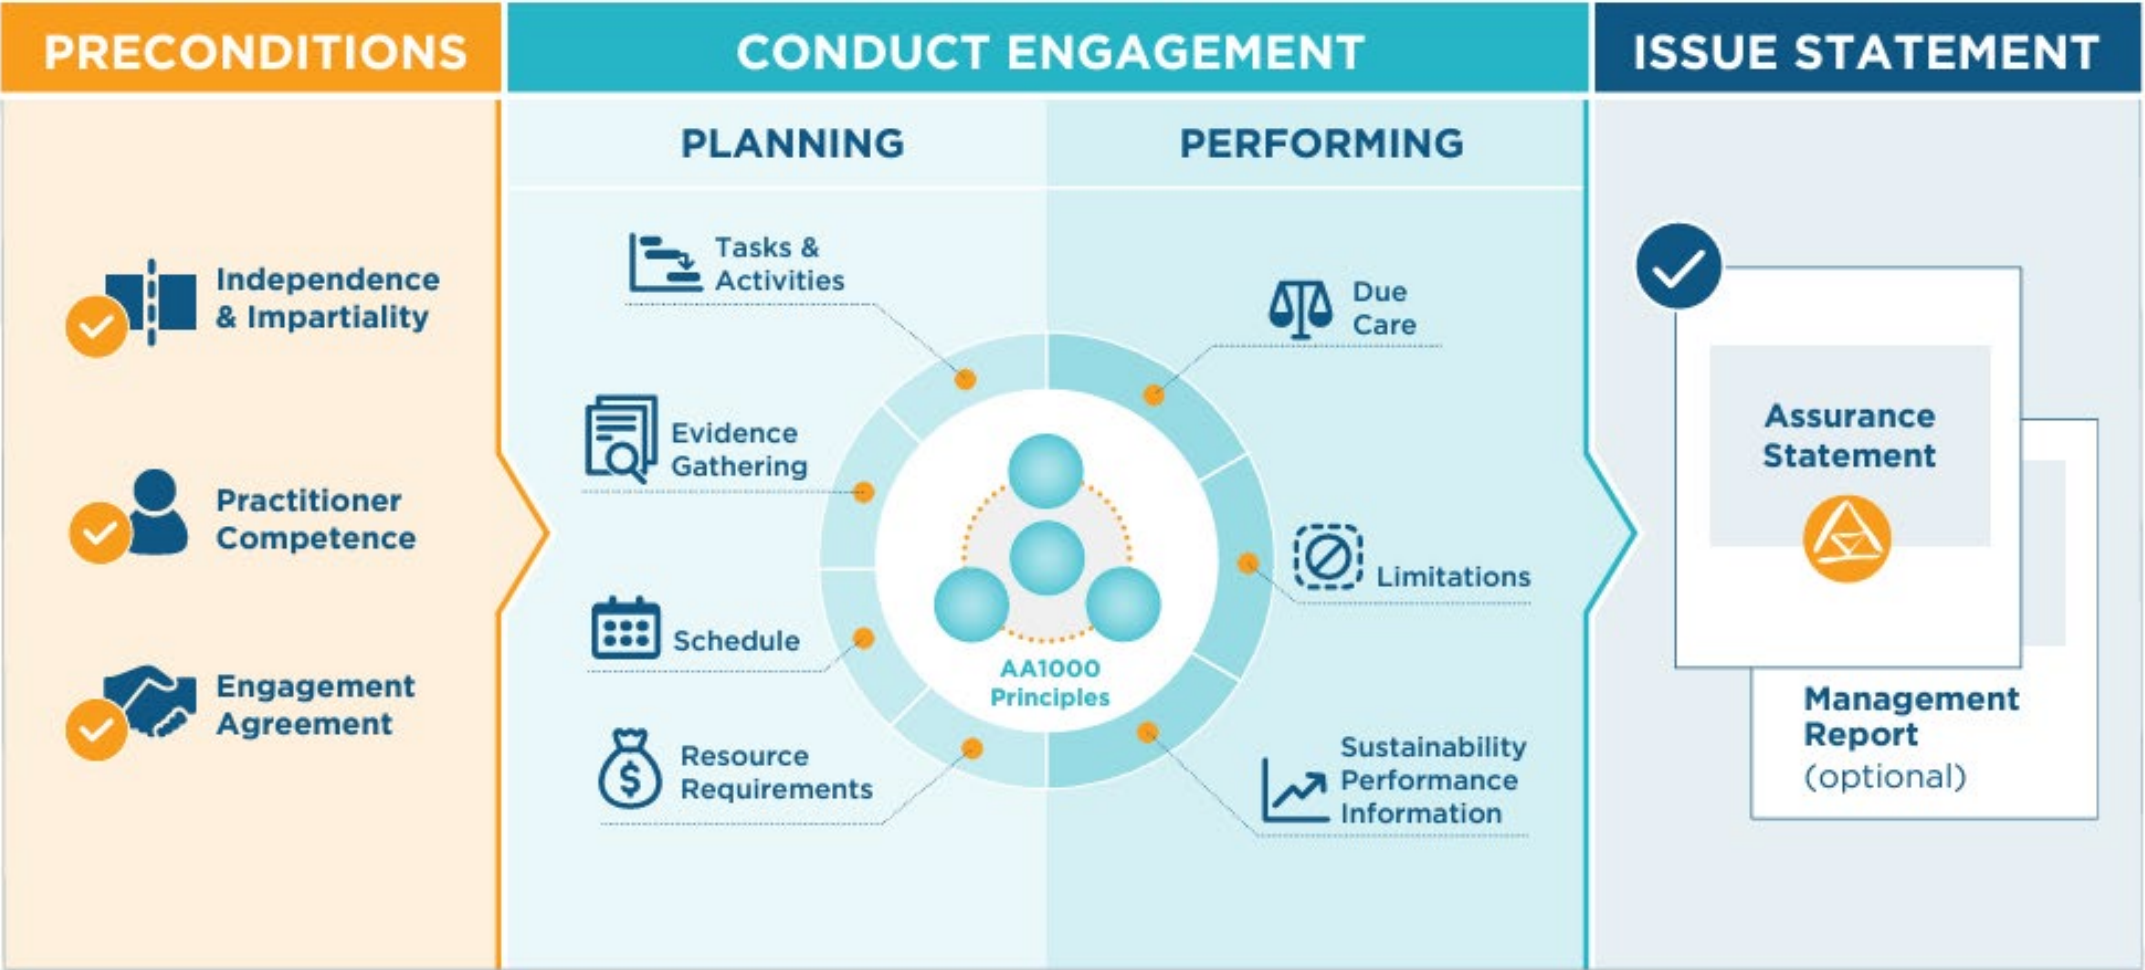 PRECONDITIONS
Independence
& Impartiality
Practitioner
Competence
Engagement
Agreement
CONDUCT ENGAGEMENT
PLANNING
Tasks &
Activities
Evidence
Gathering
Schedule
Resource
Requirements
PERFORMING
Due
Care
Limitations
Sustainability
Performance
Information
AA1000
Principles
ISSUE STATEMENT
Assurance
Statement
Management
Report
(optional)